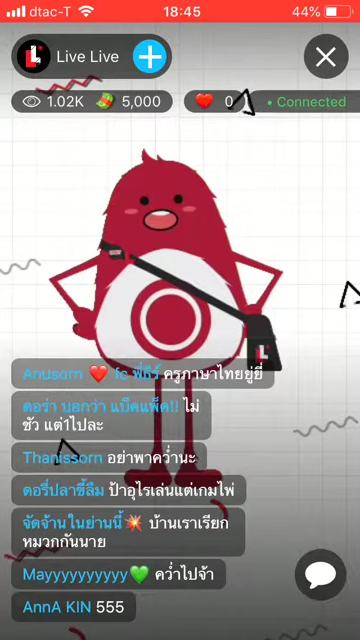 dtac-T 18:45 44%
Live Live
1.02K 5,000 0 • Connected
Anusorn ❤️ fc พี่ธีร์ ครูภาษาไทยยู่ยี่
ดอร่า บอกว่า แบ็คแพ็ค!! ไม่
ชัว แต่1ไปละ
Thanissorn อย่าพาคว่ำนะ
ดอรี่ปลาขี้ลืม ป้าอุไรเล่นแต่เกมไพ่
จัดจ้านในย่านนี้💥 บ้านเราเรียก
หมวกกันนาย
Mayyyyyyyyyy💚 คว่ำไปจ้า
AnnA KIN 555